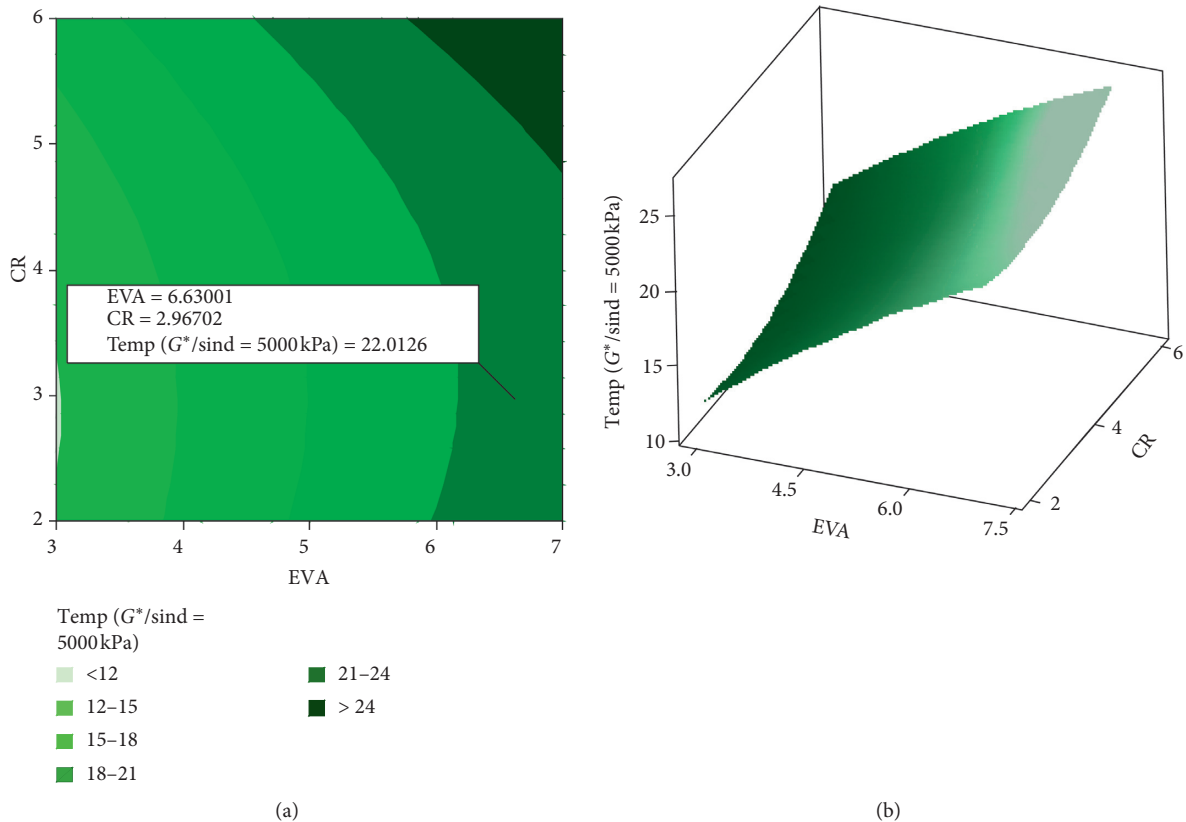 6
5
4
3
2
CR
EVA = 6.63001
CR = 2.96702
Temp (G*/sind = 5000 kPa) = 22.0126
3
4
5
6
7
EVA
Temp (G*/sind =
5000 kPa)
<12
12–15
15–18
18–21
21–24
> 24
(a)
Temp (G*/sind = 5000 kPa)
25
20
15
10
3.0
4.5
6.0
7.5
EVA
2
4
6
CR
(b)